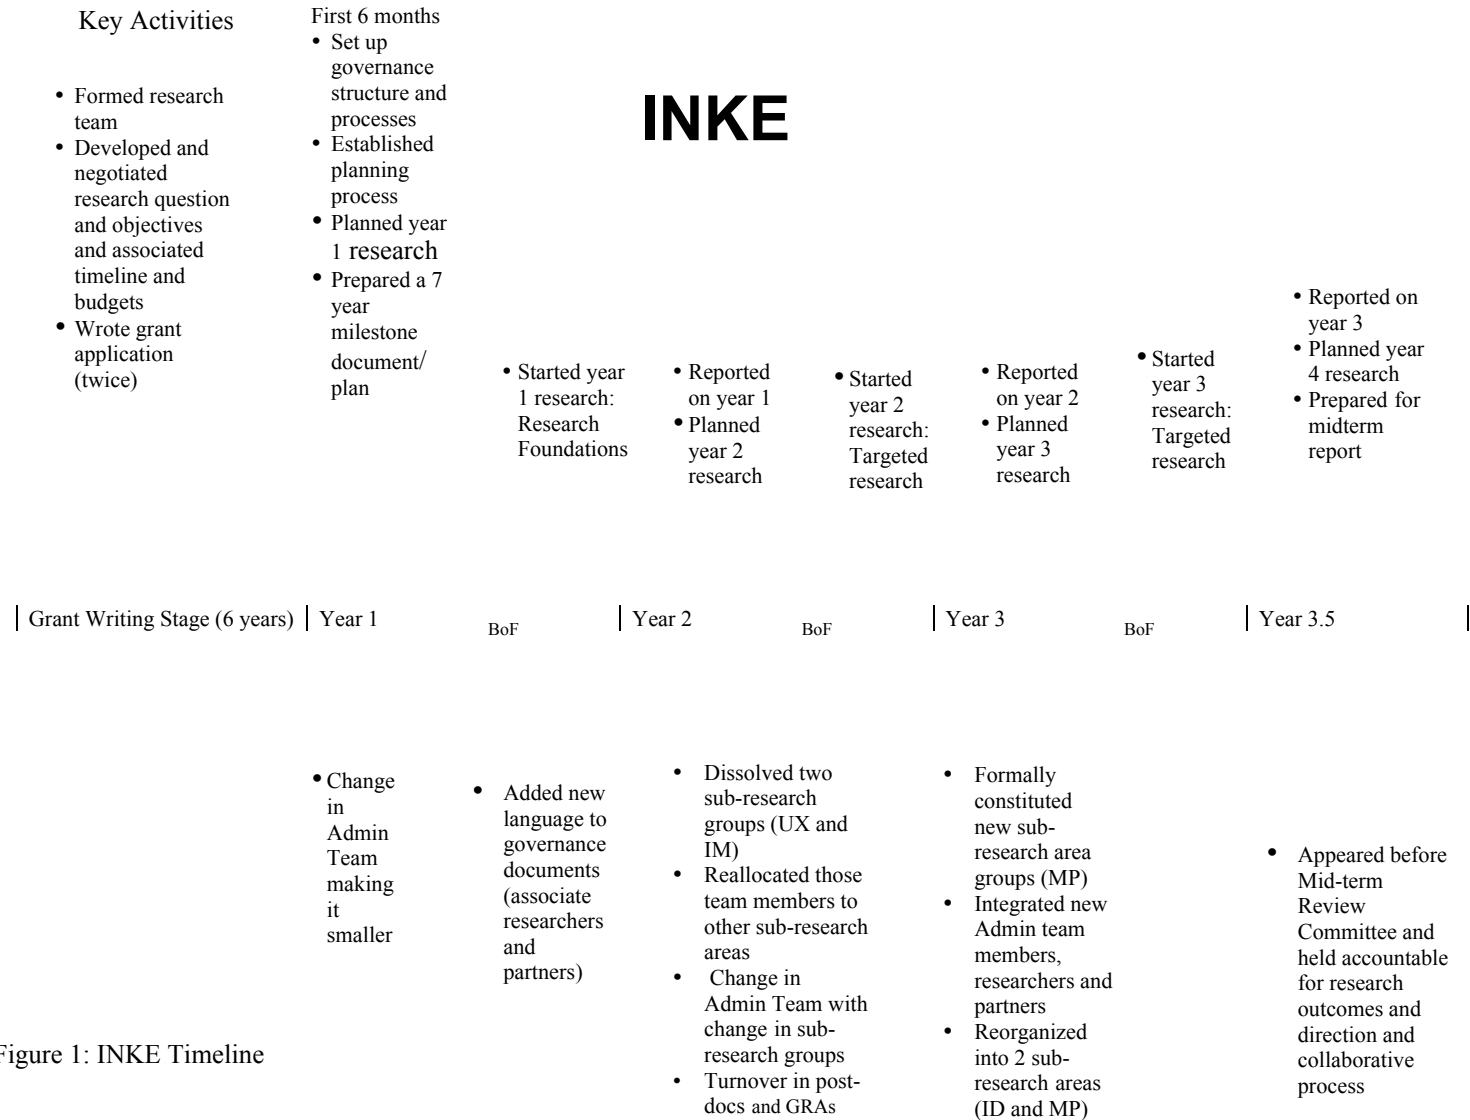 Key Activities
• Formed research
team
• Developed and
negotiated
research question
and objectives
and associated
timeline and
budgets
• Wrote grant
application
(twice)
First 6 months
• Set up
governance
structure and
processes
• Established
planning
process
• Planned year
1 research
• Prepared a 7
year
milestone
document/
plan
INKE
• Started year
1 research:
Research
Foundations
• Reported
on year 1
• Planned
year 2
research
• Started
year 2
research:
Targeted
research
• Reported
on year 2
• Planned
year 3
research
• Started
year 3
research:
Targeted
research
• Reported on
year 3
• Planned year
4 research
• Prepared for
midterm
report
Grant Writing Stage (6 years)
Year 1
BoF
Year 2
BoF
Year 3
BoF
Year 3.5
• Change
in
Admin
Team
making
it
smaller
• Added new
language to
governance
documents
(associate
researchers
and
partners)
• Dissolved two
sub-research
groups (UX and
IM)
• Reallocated those
team members to
other sub-research
areas
• Change in
Admin Team with
change in sub-
research groups
• Turnover in post-
docs and GRAs
• Formally
constituted
new sub-
research area
groups (MP)
• Integrated new
Admin team
members,
researchers and
partners
• Reorganized
into 2 sub-
research areas
(ID and MP)
• Appeared before
Mid-term
Review
Committee and
held accountable
for research
outcomes and
direction and
collaborative
process
Figure 1: INKE Timeline